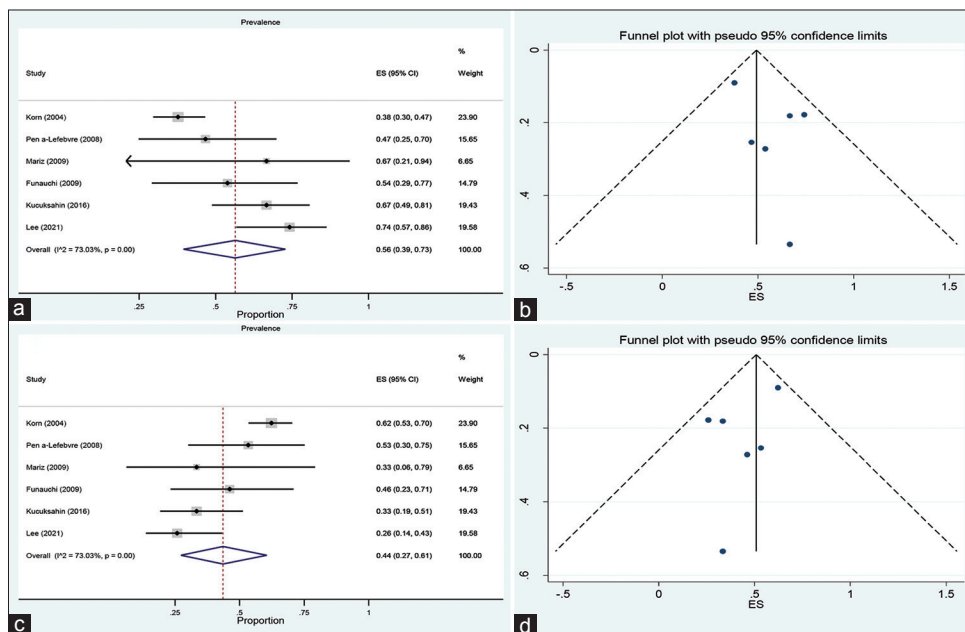 Prevalence
%
Study ES (95% CI) Weight
Korn (2004) 0.38 (0.30, 0.47) 23.90
Pen a-Lefebvre (2008) 0.47 (0.25, 0.70) 15.65
Mariz (2009) 0.67 (0.21, 0.94) 6.65
Funauchi (2009) 0.54 (0.29, 0.77) 14.79
Kucuksahin (2016) 0.67 (0.49, 0.81) 19.43
Lee (2021) 0.74 (0.57, 0.86) 19.58
Overall (I^2 = 73.03%, p = 0.00) 0.56 (0.39, 0.73) 100.00
.25 .5 .75 1
Proportion
a
Funnel plot with pseudo 95% confidence limits
0
.2
.4
.6
-.5 0 .5 1 1.5
ES
b
Prevalence
%
Study ES (95% CI) Weight
Korn (2004) 0.62 (0.53, 0.70) 23.90
Pen a-Lefebvre (2008) 0.53 (0.30, 0.75) 15.65
Mariz (2009) 0.33 (0.06, 0.79) 6.65
Funauchi (2009) 0.46 (0.23, 0.71) 14.79
Kucuksahin (2016) 0.33 (0.19, 0.51) 19.43
Lee (2021) 0.26 (0.14, 0.43) 19.58
Overall (I^2 = 73.03%, p = 0.00) 0.44 (0.27, 0.61) 100.00
.25 .5 .75 1
Proportion
c
Funnel plot with pseudo 95% confidence limits
0
.2
.4
.6
-.5 0 .5 1 1.5
ES
d